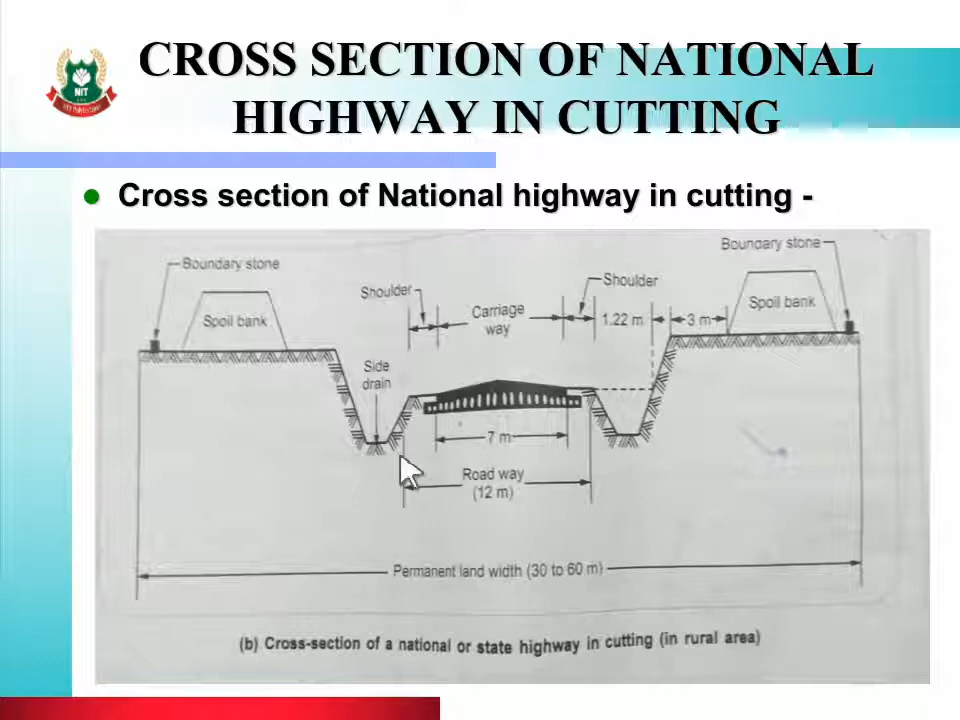 CROSS SECTION OF NATIONAL
HIGHWAY IN CUTTING
NIT
Cross section of National highway in cutting -
Boundary stone
Boundary stone
Shoulder
Shoulder
Carriage
way
1.22 m
3 m
Spoil bank
Spoil bank
Side
drain
7 m
Road way
(12 m)
Permanent land width (30 to 60 m)
(b) Cross-section of a national or state highway in cutting (in rural area)